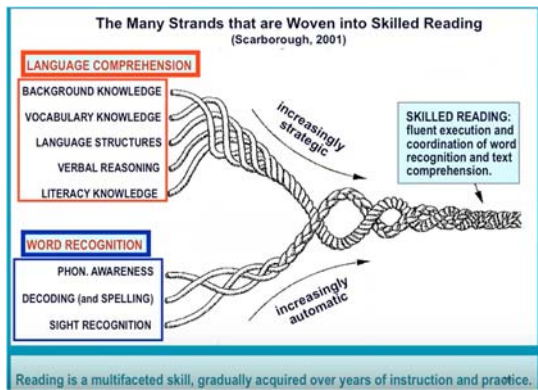 The Many Strands that are Woven into Skilled Reading
(Scarborough, 2001)
LANGUAGE COMPREHENSION
BACKGROUND KNOWLEDGE
VOCABULARY KNOWLEDGE
LANGUAGE STRUCTURES
VERBAL REASONING
LITERACY KNOWLEDGE
WORD RECOGNITION
PHON. AWARENESS
DECODING (and SPELLING)
SIGHT RECOGNITION
increasingly
strategic
increasingly
automatic
SKILLED READING:
fluent execution and
coordination of word
recognition and text
comprehension.
Reading is a multifaceted skill, gradually acquired over years of instruction and practice.